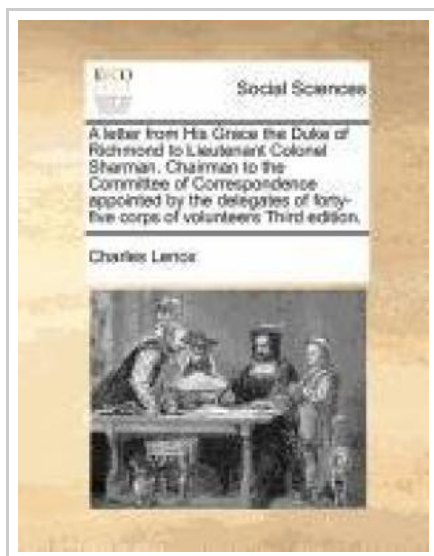 ECCO
Social Sciences
A letter from His Grace the Duke of
Richmond to Lieutenant Colonel
Sharman, Chairman to the
Committee of Correspondence
appointed by the delegates of forty-
five corps of volunteers Third edition.
Charles Lenox